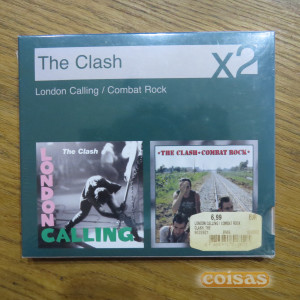 The Clash
x2
London Calling / Combat Rock
The Clash
LONDON
CALLING
★THE CLASH★COMBAT ROCK★
6,99
LONDON CALLING/ COMBAT ROCK
CLASH, THE
coisas